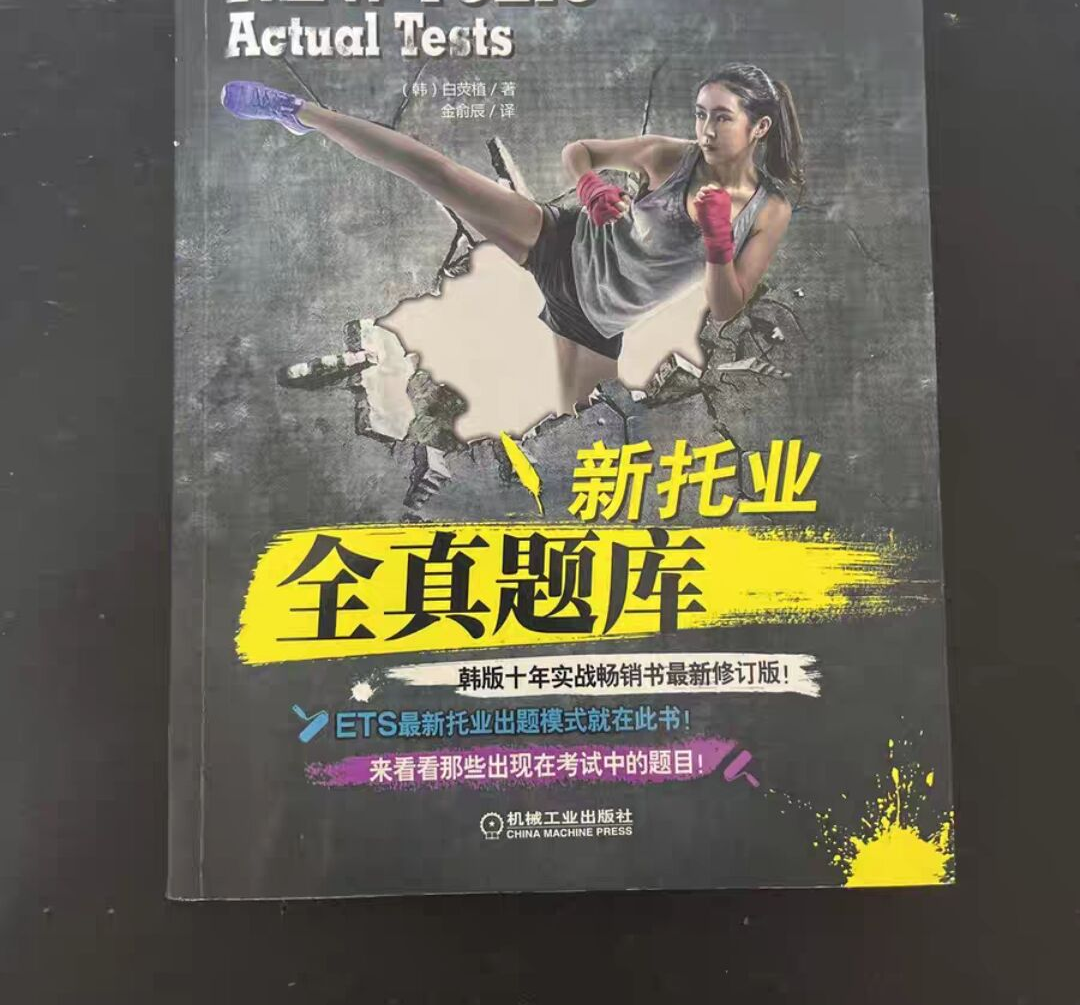 NEW TOEIC
Actual Tests
（韩）白荧植 / 著
金俞辰 / 译
新托业
全真题库
韩版十年实战畅销书最新修订版！
ETS最新托业出题模式就在此书！
来看看那些出现在考试中的题目！
机械工业出版社
CHINA MACHINE PRESS